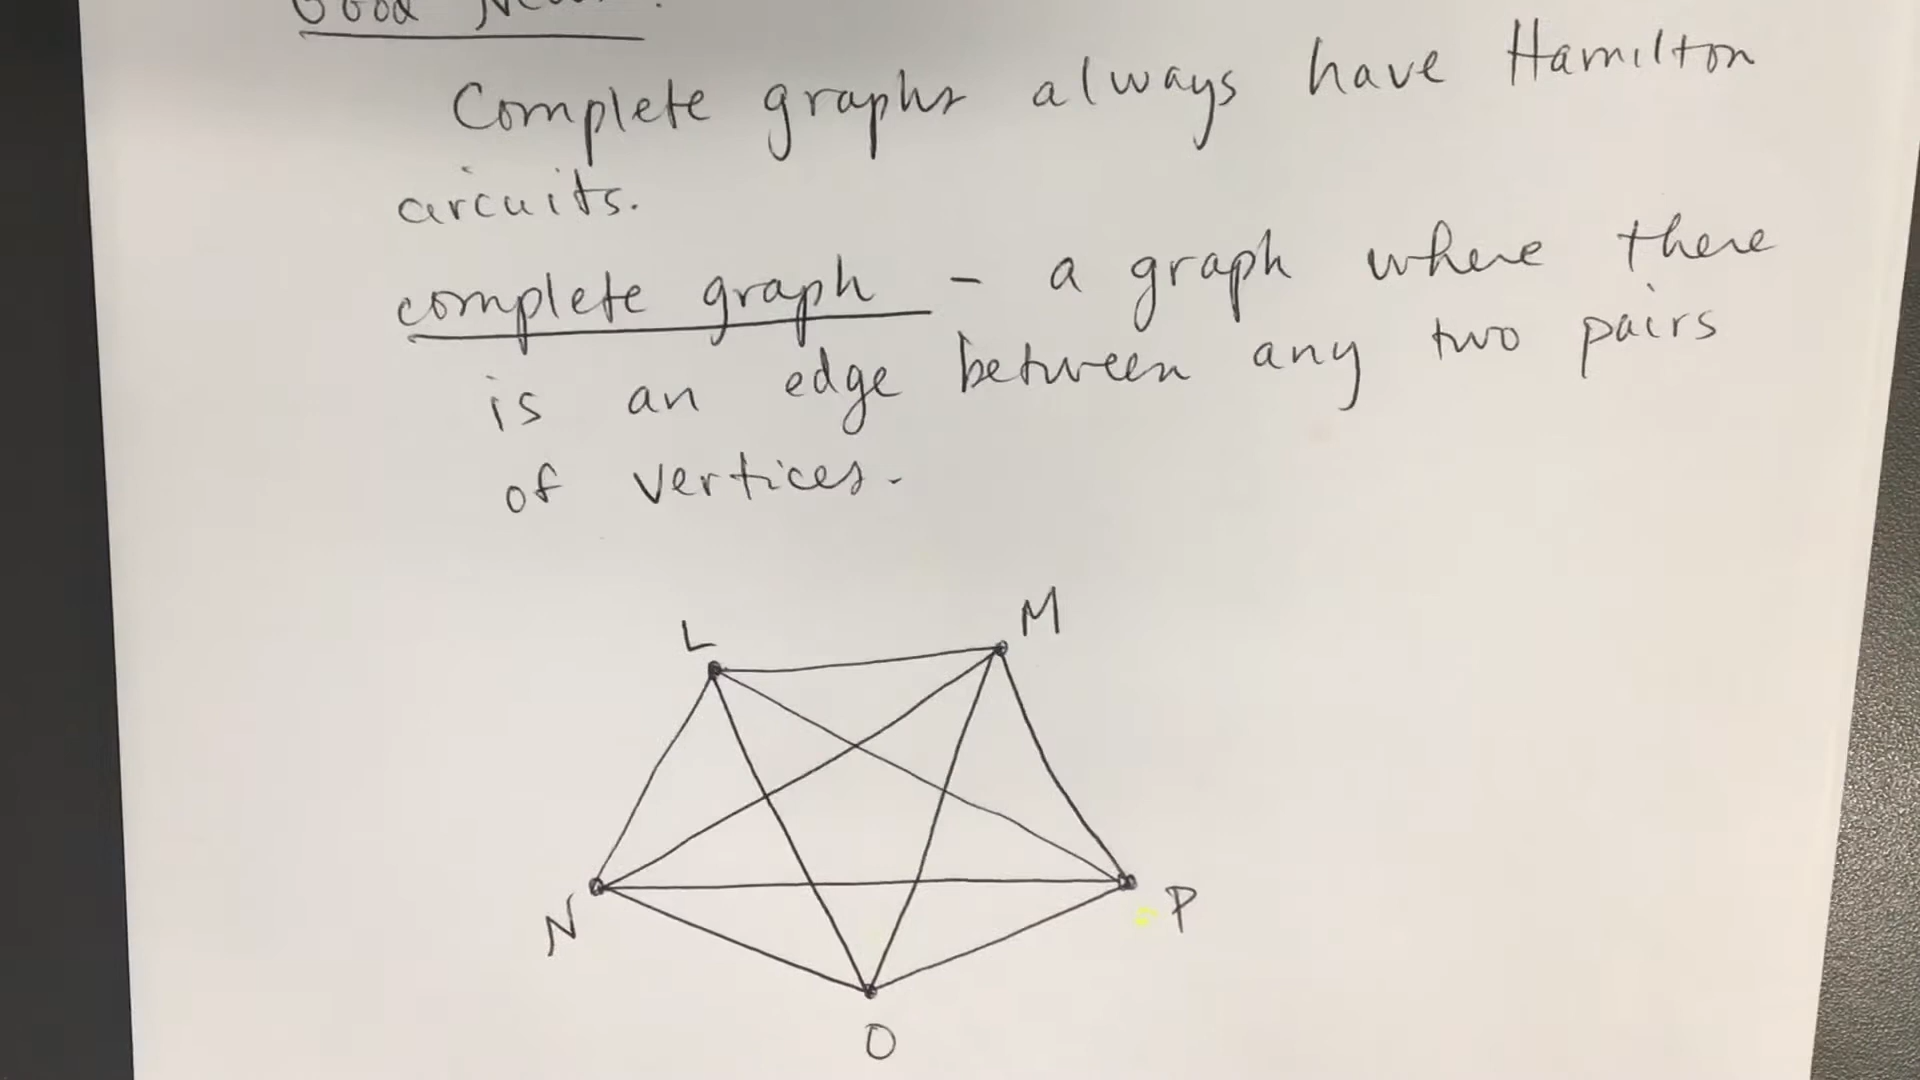 Good
Complete graphs always have Hamilton
circuits.
complete graph - a graph where there
is an edge between any two pairs
of vertices.
L
M
N
P
O